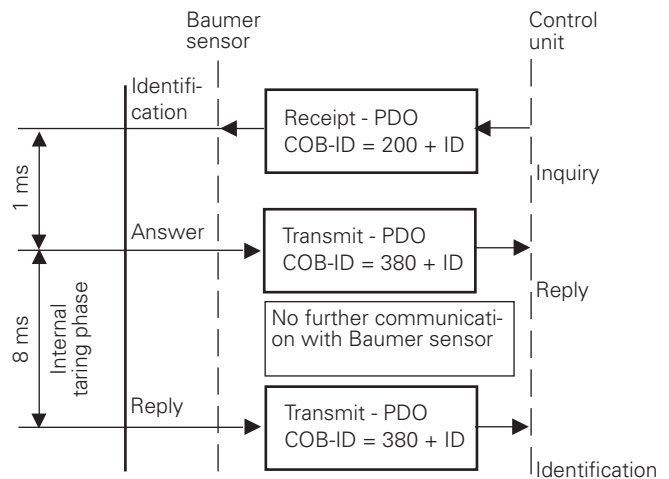 Baumer
sensor
Control
unit
Identifi-
cation
Receipt - PDO
COB-ID = 200 + ID
1 ms
Inquiry
Answer
Transmit - PDO
COB-ID = 380 + ID
Reply
No further communicati-
on with Baumer sensor
8 ms
Internal
taring phase
Reply
Transmit - PDO
COB-ID = 380 + ID
Identification